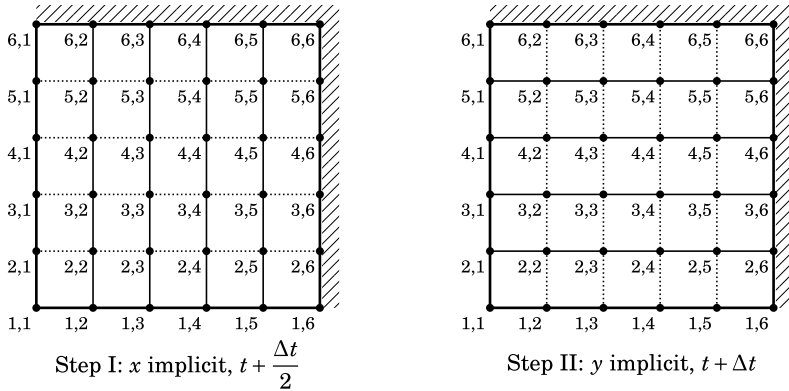 6,1 6,2 6,3 6,4 6,5 6,6
5,1 5,2 5,3 5,4 5,5 5,6
4,1 4,2 4,3 4,4 4,5 4,6
3,1 3,2 3,3 3,4 3,5 3,6
2,1 2,2 2,3 2,4 2,5 2,6
1,1 1,2 1,3 1,4 1,5 1,6
Step I: x implicit, t + Δt/2
6,1 6,2 6,3 6,4 6,5 6,6
5,1 5,2 5,3 5,4 5,5 5,6
4,1 4,2 4,3 4,4 4,5 4,6
3,1 3,2 3,3 3,4 3,5 3,6
2,1 2,2 2,3 2,4 2,5 2,6
1,1 1,2 1,3 1,4 1,5 1,6
Step II: y implicit, t + Δt